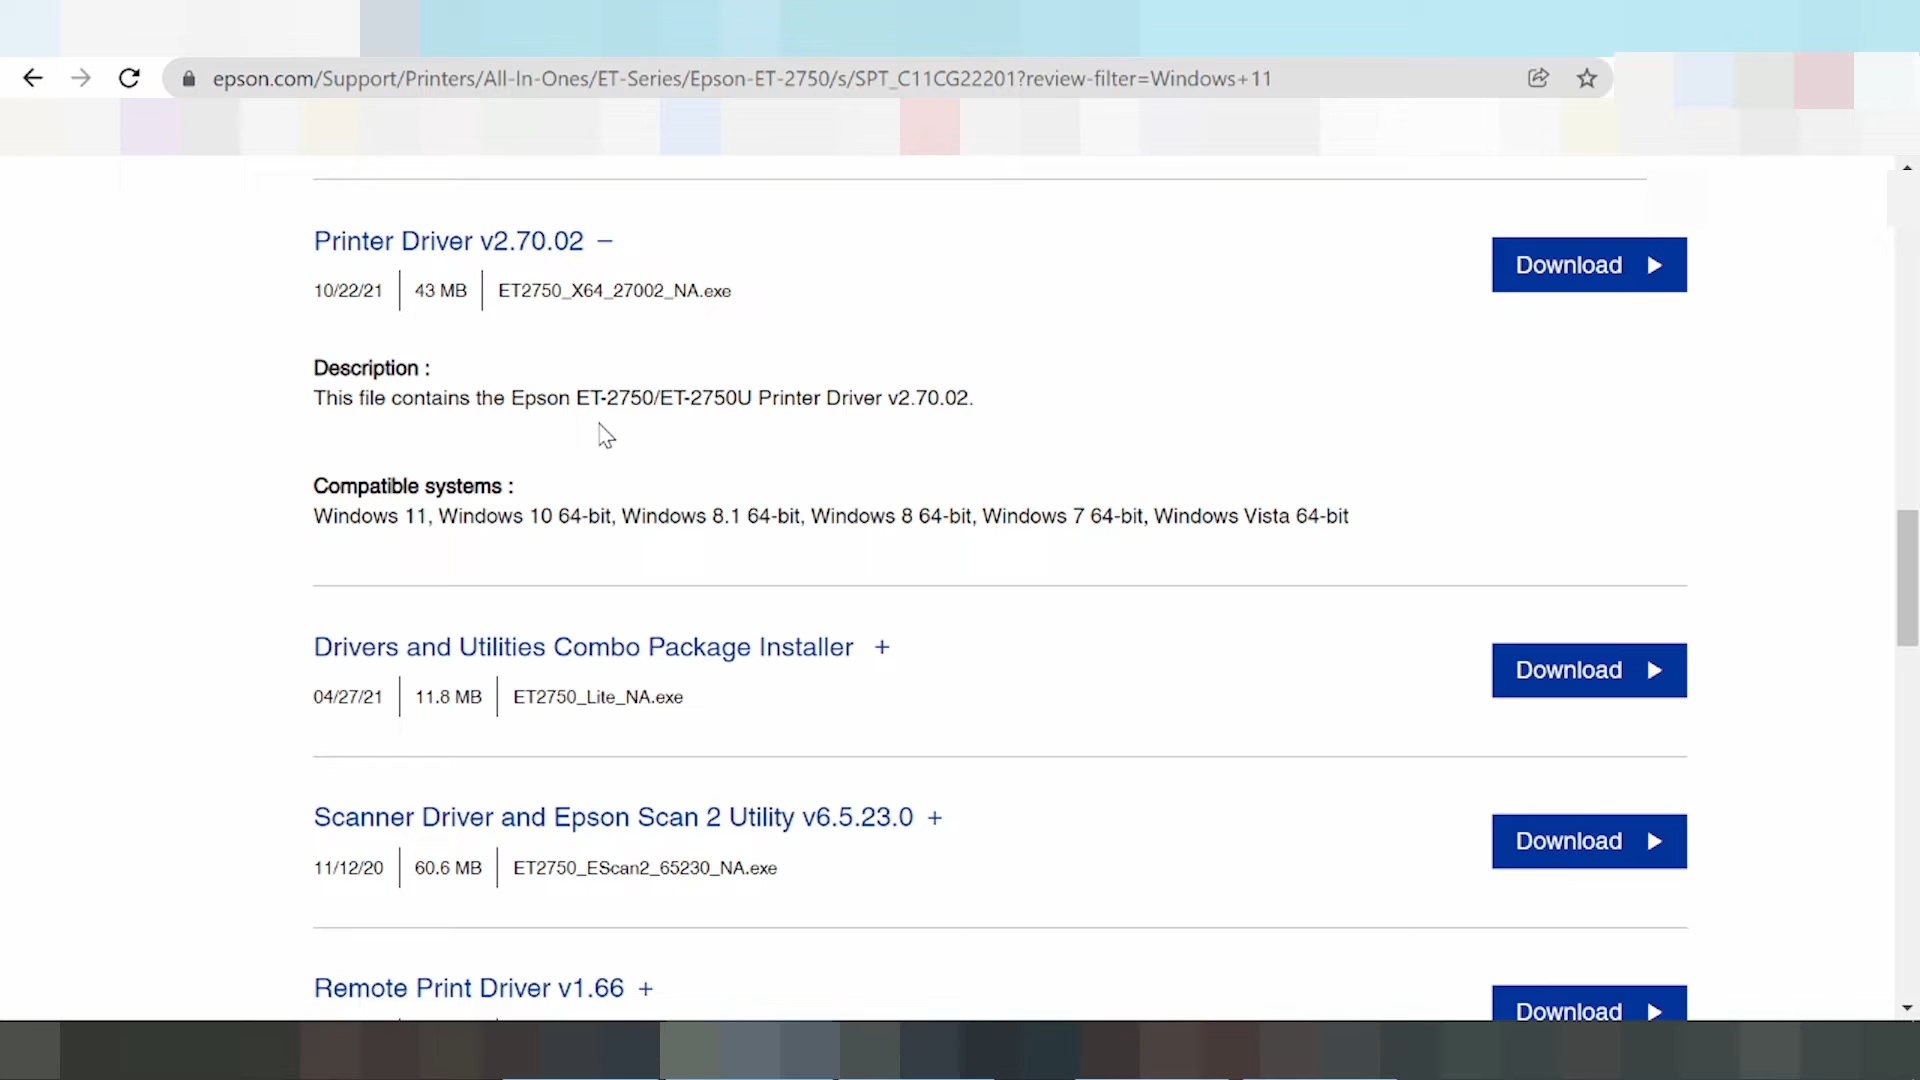 epson.com/Support/Printers/All-In-Ones/ET-Series/Epson-ET-2750/s/SPT_C11CG22201?review-filter=Windows+11
Printer Driver v2.70.02 –
Download
10/22/21 | 43 MB | ET2750_X64_27002_NA.exe
Description :
This file contains the Epson ET-2750/ET-2750U Printer Driver v2.70.02.
Compatible systems :
Windows 11, Windows 10 64-bit, Windows 8.1 64-bit, Windows 8 64-bit, Windows 7 64-bit, Windows Vista 64-bit
Drivers and Utilities Combo Package Installer +
Download
04/27/21 | 11.8 MB | ET2750_Lite_NA.exe
Scanner Driver and Epson Scan 2 Utility v6.5.23.0 +
Download
11/12/20 | 60.6 MB | ET2750_EScan2_65230_NA.exe
Remote Print Driver v1.66 +
Download